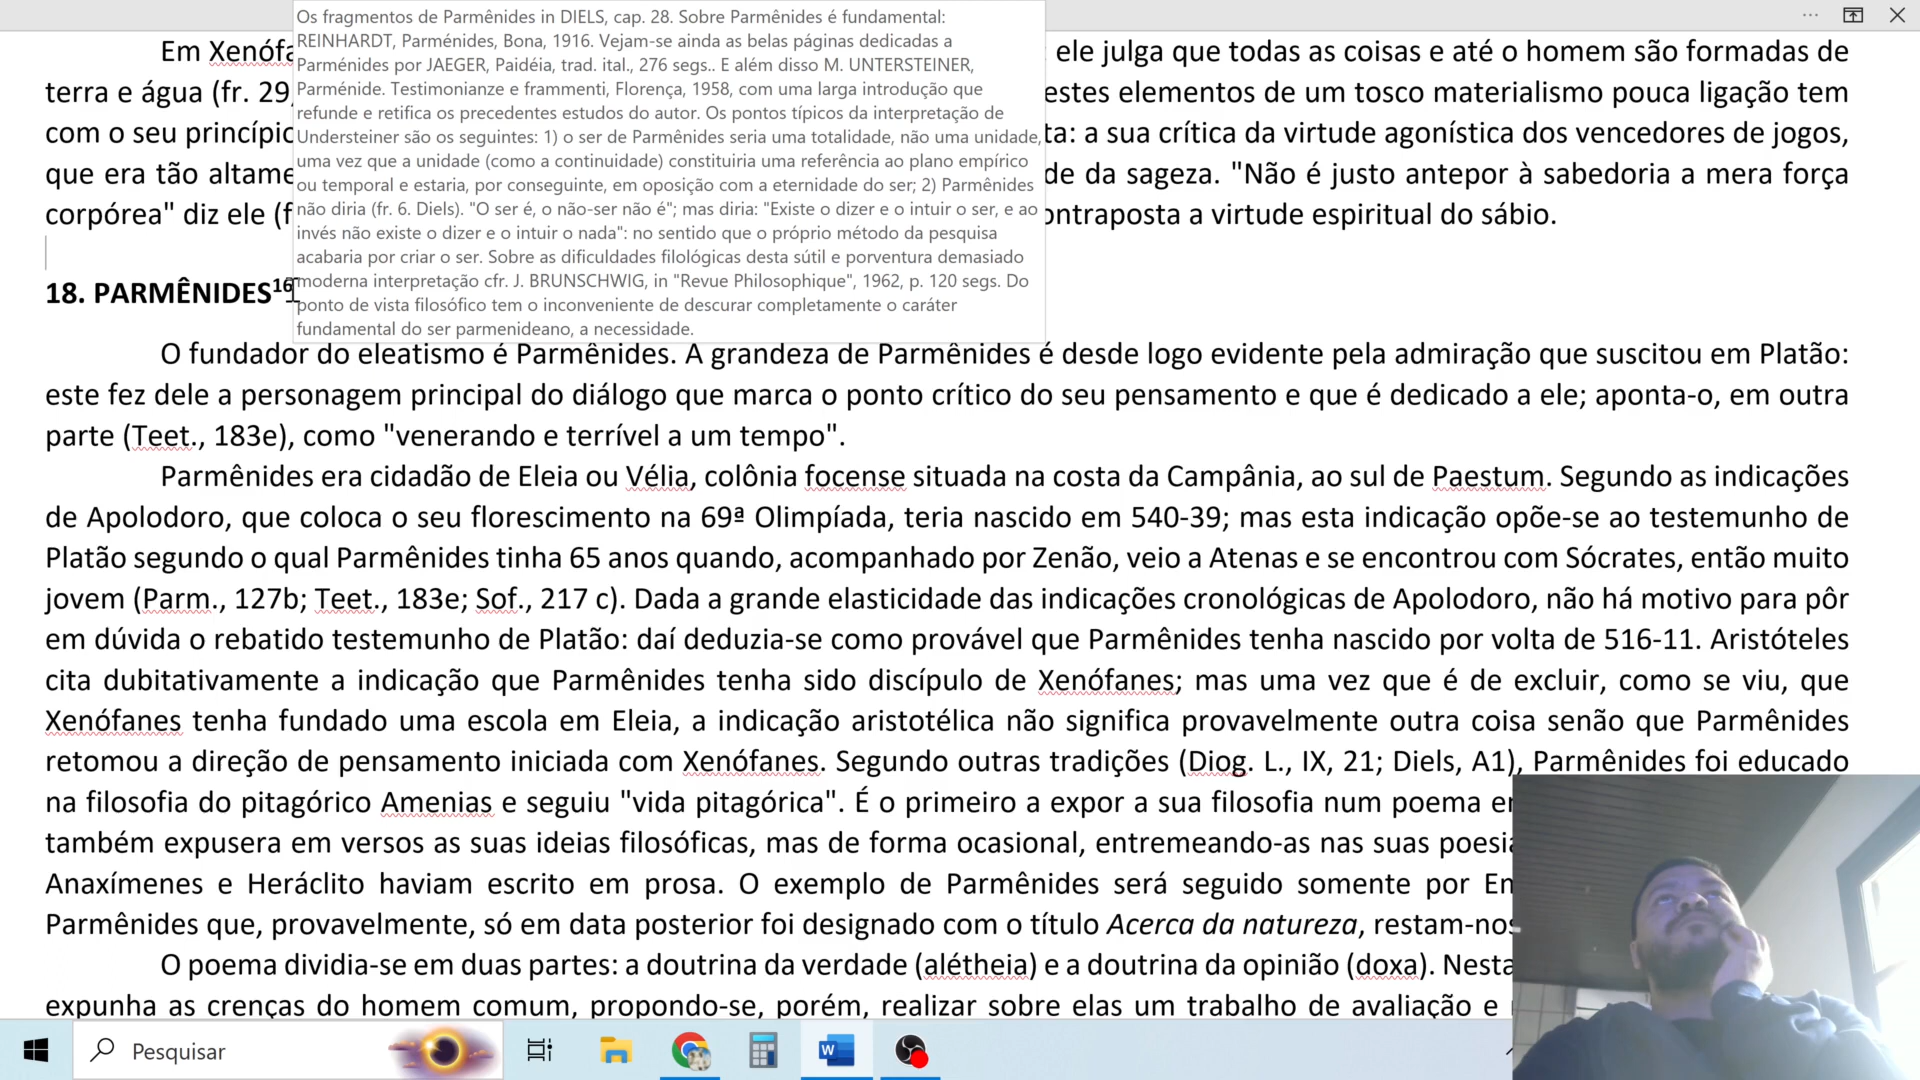 Os fragmentos de Parmênides in DIELS, cap. 28. Sobre Parmênides é fundamental:
REINHARDT, Parménides, Bona, 1916. Vejam-se ainda as belas páginas dedicadas a
Parménides por JAEGER, Paidéia, trad. ital., 276 segs.. E além disso M. UNTERSTEINER,
Parménide. Testimonianze e frammenti, Florença, 1958, com uma larga introdução que
refunde e retifica os precedentes estudos do autor. Os pontos típicos da interpretação de
Understeiner são os seguintes: 1) o ser de Parmênides seria uma totalidade, não uma unidade,
uma vez que a unidade (como a continuidade) constituiria uma referência ao plano empírico
ou temporal e estaria, por conseguinte, em oposição com a eternidade do ser; 2) Parmênides
não diria (fr. 6. Diels). "O ser é, o não-ser não é"; mas diria: "Existe o dizer e o intuir o ser, e ao
invés não existe o dizer e o intuir o nada": no sentido que o próprio método da pesquisa
acabaria por criar o ser. Sobre as dificuldades filológicas desta sútil e porventura demasiado
moderna interpretação cfr. J. BRUNSCHWIG, in "Revue Philosophique", 1962, p. 120 segs. Do
ponto de vista filosófico tem o inconveniente de descurar completamente o caráter
fundamental do ser parmenideano, a necessidade.
Em Xenófa ele julga que todas as coisas e até o homem são formadas de
terra e água (fr. 29, estes elementos de um tosco materialismo pouca ligação tem
com o seu princípio ta: a sua crítica da virtude agonística dos vencedores de jogos,
que era tão altame de da sageza. "Não é justo antepor à sabedoria a mera força
corpórea" diz ele (f ontraposta a virtude espiritual do sábio.
18. PARMÊNIDES16
O fundador do eleatismo é Parmênides. A grandeza de Parmênides é desde logo evidente pela admiração que suscitou em Platão:
este fez dele a personagem principal do diálogo que marca o ponto crítico do seu pensamento e que é dedicado a ele; aponta-o, em outra
parte (Teet., 183e), como "venerando e terrível a um tempo".
Parmênides era cidadão de Eleia ou Vélia, colônia focense situada na costa da Campânia, ao sul de Paestum. Segundo as indicações
de Apolodoro, que coloca o seu florescimento na 69ª Olimpíada, teria nascido em 540-39; mas esta indicação opõe-se ao testemunho de
Platão segundo o qual Parmênides tinha 65 anos quando, acompanhado por Zenão, veio a Atenas e se encontrou com Sócrates, então muito
jovem (Parm., 127b; Teet., 183e; Sof., 217 c). Dada a grande elasticidade das indicações cronológicas de Apolodoro, não há motivo para pôr
em dúvida o rebatido testemunho de Platão: daí deduzia-se como provável que Parmênides tenha nascido por volta de 516-11. Aristóteles
cita dubitativamente a indicação que Parmênides tenha sido discípulo de Xenófanes; mas uma vez que é de excluir, como se viu, que
Xenófanes tenha fundado uma escola em Eleia, a indicação aristotélica não significa provavelmente outra coisa senão que Parmênides
retomou a direção de pensamento iniciada com Xenófanes. Segundo outras tradições (Diog. L., IX, 21; Diels, A1), Parmênides foi educado
na filosofia do pitagórico Amenias e seguiu "vida pitagórica". É o primeiro a expor a sua filosofia num poema e
também expusera em versos as suas ideias filosóficas, mas de forma ocasional, entremeando-as nas suas poesia
Anaxímenes e Heráclito haviam escrito em prosa. O exemplo de Parmênides será seguido somente por E
Parmênides que, provavelmente, só em data posterior foi designado com o título Acerca da natureza, restam-nos
O poema dividia-se em duas partes: a doutrina da verdade (alétheia) e a doutrina da opinião (doxa). Nesta
expunha as crenças do homem comum, propondo-se, porém, realizar sobre elas um trabalho de avaliação e
Pesquisar